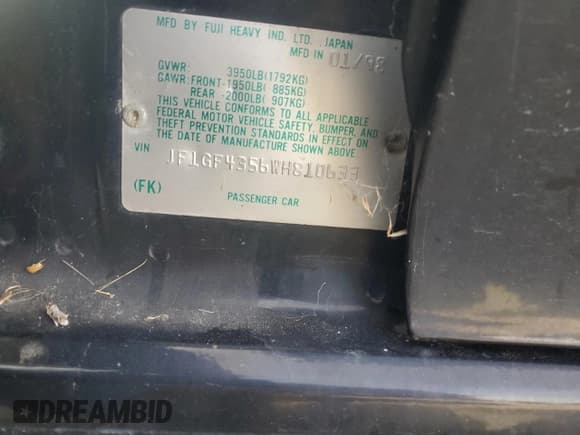 MFD BY FUJI HEAVY IND. LTD. JAPAN
MFD IN 01/98
GVWR: 3950LB(1792KG)
GAWR: FRONT-1950LB( 885KG)
REAR -2000LB( 907KG)
THIS VEHICLE CONFORMS TO ALL APPLICABLE
FEDERAL MOTOR VEHICLE SAFETY, BUMPER, AND
THEFT PREVENTION STANDARDS IN EFFECT ON
THE DATE OF MANUFACTURE SHOWN ABOVE
VIN JF1GF4356WH810633
(FK)
PASSENGER CAR
DREAMBID